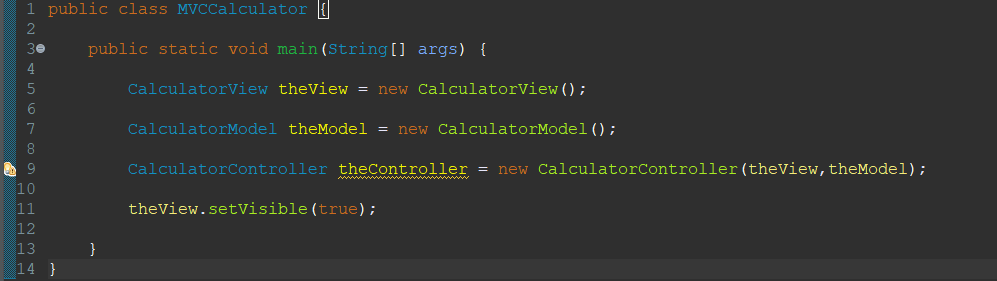 1 public class MVCCalculator {
2
3 public static void main(String[] args) {
4
5 CalculatorView theView = new CalculatorView();
6
7 CalculatorModel theModel = new CalculatorModel();
8
9 CalculatorController theController = new CalculatorController(theView,theModel);
10
11 theView.setVisible(true);
12
13 }
14 }